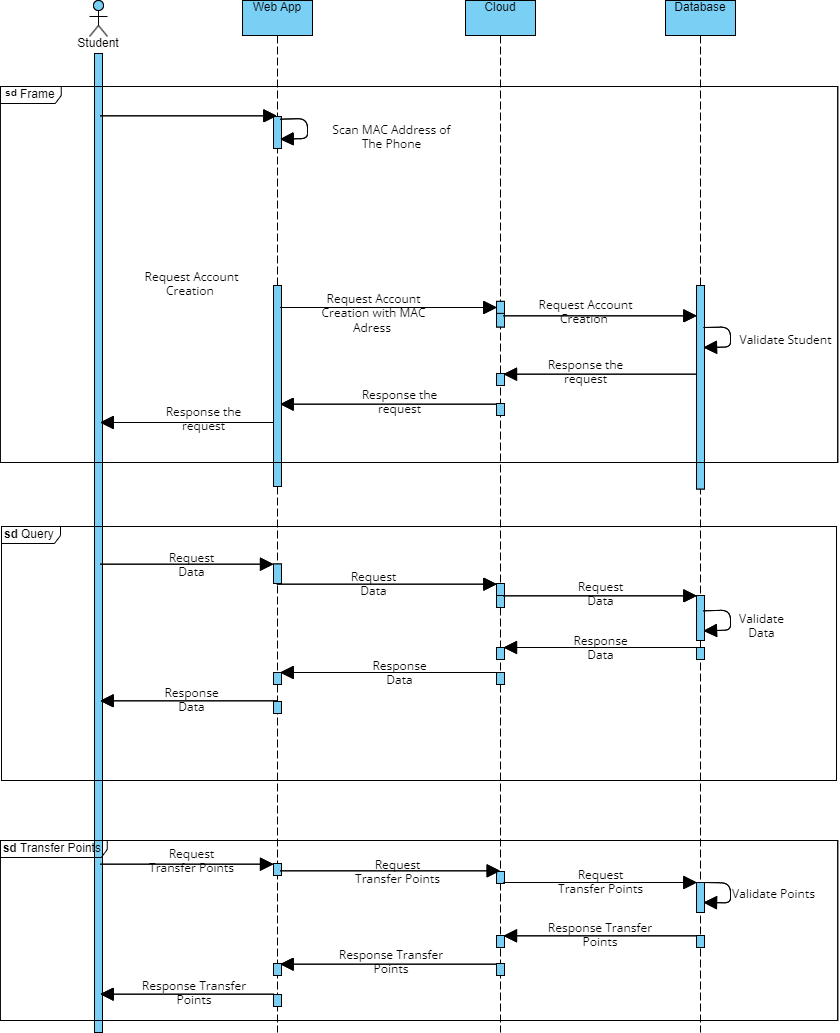 Web App
Cloud
Database
Student
sd Frame
Scan MAC Address of
The Phone
Request Account
Creation
Request Account
Creation with MAC
Adress
Request Account
Creation
Validate Student
Response the
request
Response the
request
Response the
request
sd Query
Request
Data
Request
Data
Request
Data
Validate
Data
Response
Data
Response
Data
Response
Data
sd Transfer Points
Request
Transfer Points
Request
Transfer Points
Request
Transfer Points
Validate Points
Response Transfer
Points
Response Transfer
Points
Response Transfer
Points